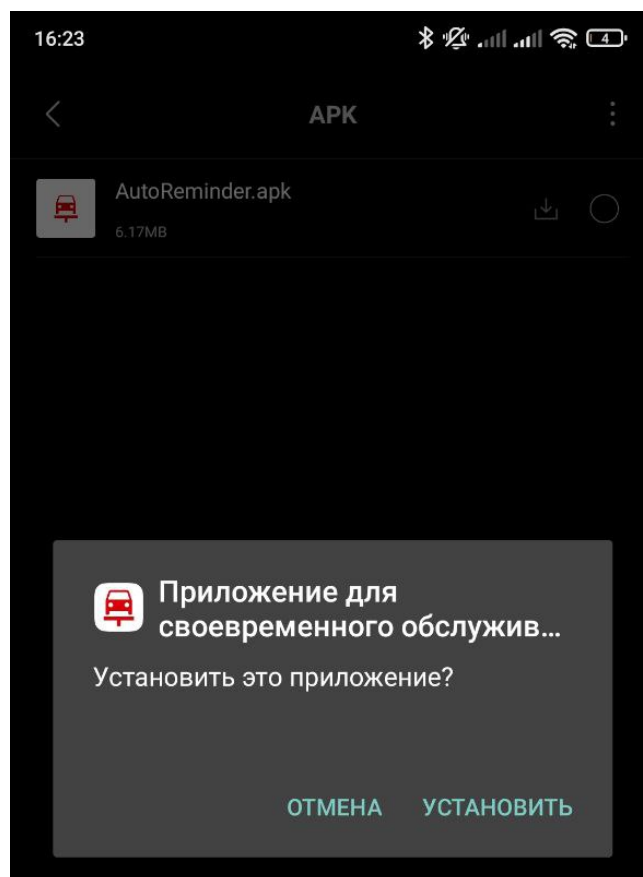 16:23
4
APK
AutoReminder.apk
6.17MB
Приложение для
своевременного обслужив...
Установить это приложение?
ОТМЕНА УСТАНОВИТЬ